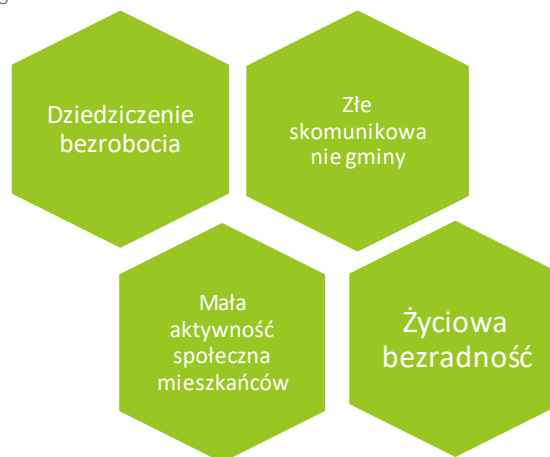 Dziedziczenie
bezrobocia
Złe
skomunikowa
nie gminy
Mała
aktywność
społeczna
mieszkańców
Życiowa
bezradność